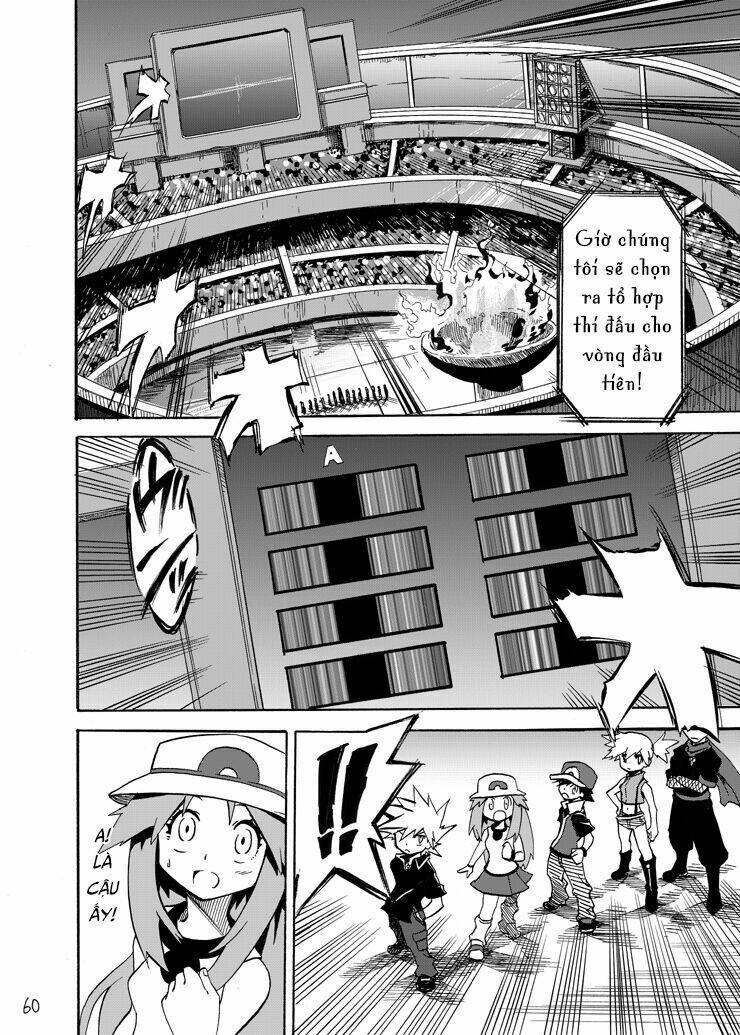 Giờ chúng
tôi sẽ chọn
ra tổ hợp
thi đấu cho
vòng đầu
tiên!
A
!!
A!
LÀ
CẬU
ẤY!
60